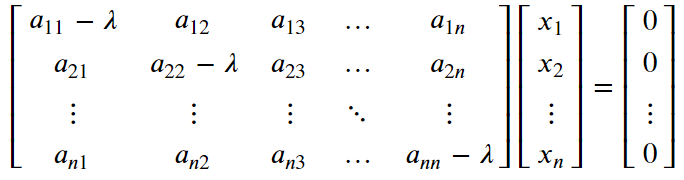 [ a₁₁ − λ a₁₂ a₁₃ … a₁ₙ ] [ x₁ ] [ 0 ]
[ a₂₁ a₂₂ − λ a₂₃ … a₂ₙ ] [ x₂ ] = [ 0 ]
[ ⋮ ⋮ ⋮ ⋱ ⋮ ] [ ⋮ ] [ ⋮ ]
[ aₙ₁ aₙ₂ aₙ₃ … aₙₙ − λ ] [ xₙ ] [ 0 ]